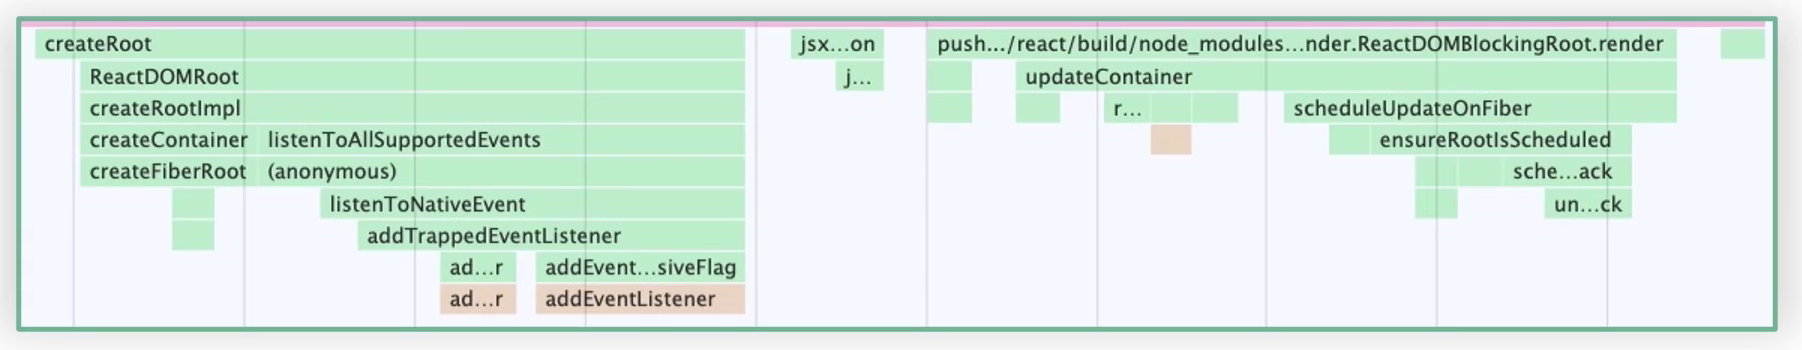 createRoot jsx...on push.../react/build/node_modules...nder.ReactDOMBlockingRoot.render
ReactDOMRoot j... updateContainer
createRootImpl r... scheduleUpdateOnFiber
createContainer listenToAllSupportedEvents ensureRootIsScheduled
createFiberRoot (anonymous) sche...ack
listenToNativeEvent un...ck
addTrappedEventListener
ad...r addEvent...siveFlag
ad...r addEventListener